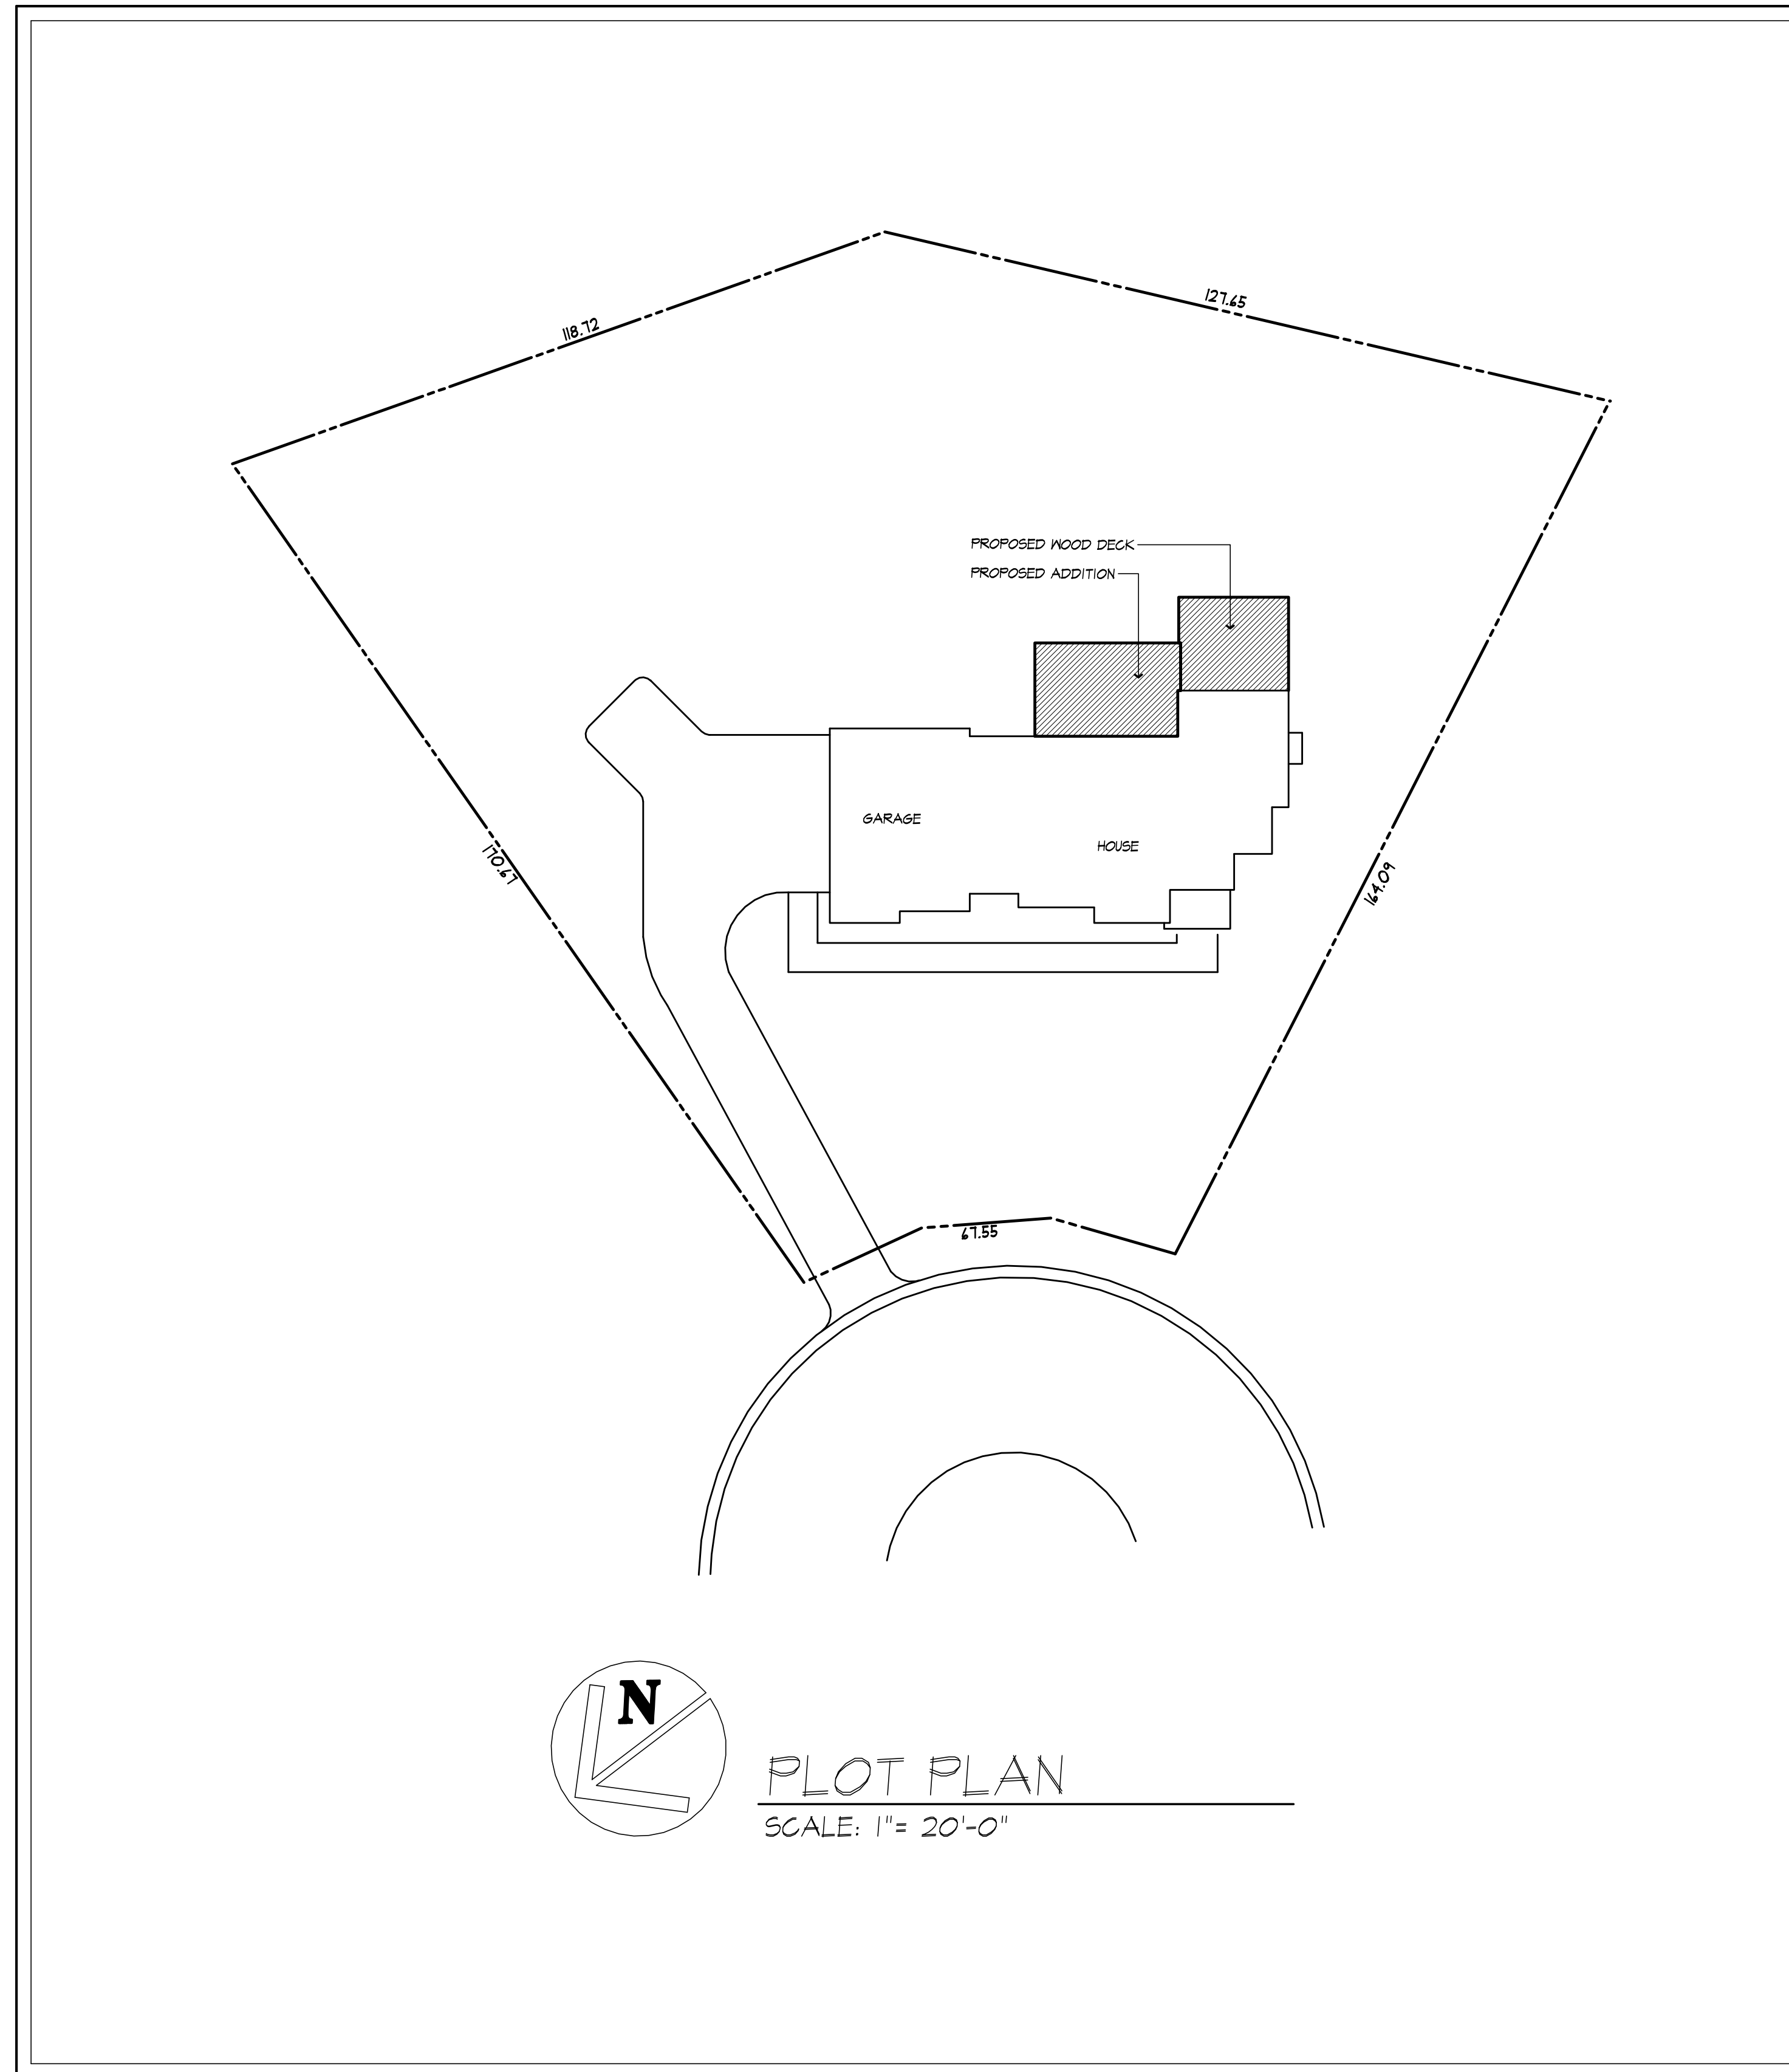 127.65
118.72
PROPOSED WOOD DECK
PROPOSED ADDITION
GARAGE
HOUSE
170.67
164.09
67.55
N
PLOT PLAN
SCALE: 1"= 20'-0"